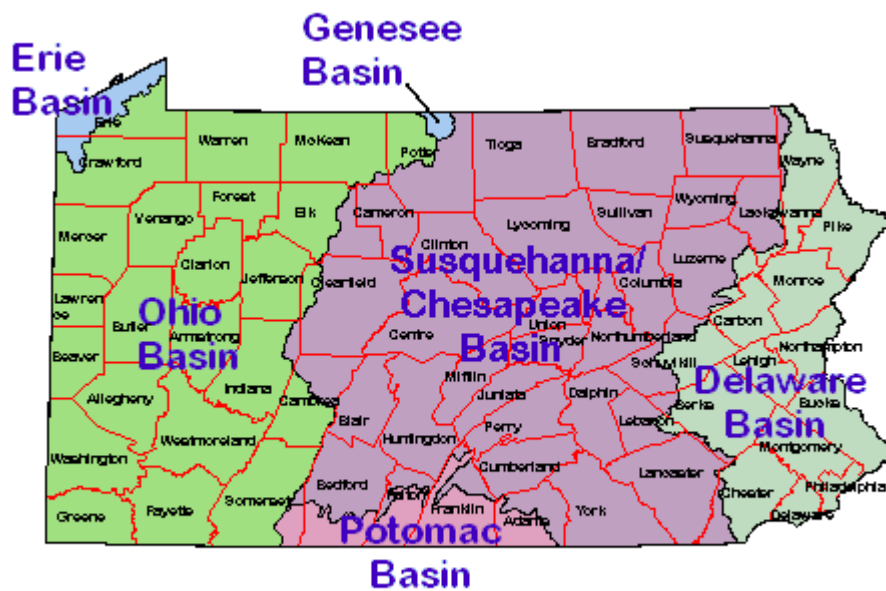 Genesee
Basin
Erie
Basin
Erie
Warren
McKean
Potter
Tioga
Bradford
Susquehanna
Wayne
Crawford
Forest
Elk
Cameron
Wyoming
Lackawanna
Pike
Venango
Mercer
Clinton
Lycoming
Sullivan
Clarion
Jefferson
Clearfield
Luzerne
Monroe
Susquehanna/
Chesapeake
Basin
Columbia
Lawren
ce
Ohio
Basin
Butler
Armstrong
Centre
Union
Snyder
Northumberland
Carbon
Northampton
Beaver
Mifflin
Schuylkill
Lehigh
Allegheny
Indiana
Cambria
Juniata
Dalphin
Delaware
Basin
Berks
Bucks
Blair
Perry
Lebanon
Westmoreland
Huntingdon
Montgomery
Washington
Cumberland
Lancaster
Philadelphia
Bedford
Chester
Somerset
Fulton
Franklin
Adams
York
Delaware
Greene
Fayette
Potomac
Basin